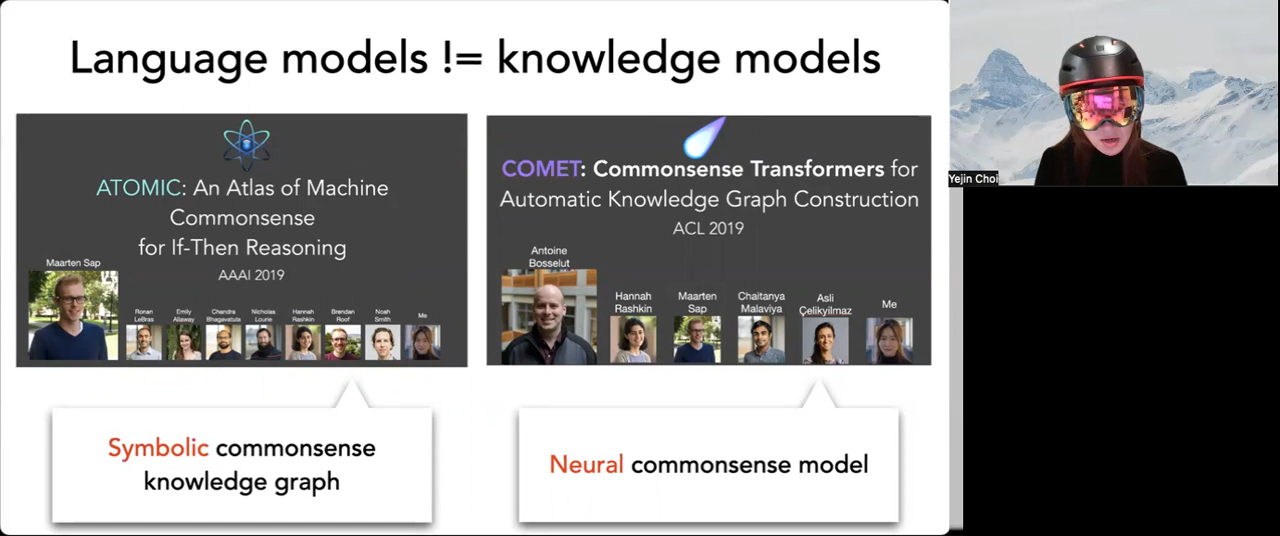 Language models != knowledge models
ATOMIC: An Atlas of Machine
Commonsense
for If-Then Reasoning
AAAI 2019
Maarten Sap
Ronan
LeBras
Emily
Allaway
Chandra
Bhagavatula
Nicholas
Lourie
Hannah
Rashkin
Brendan
Roof
Noah
Smith
Me
COMET: Commonsense Transformers for
Automatic Knowledge Graph Construction
ACL 2019
Antoine
Bosselut
Hannah
Rashkin
Maarten
Sap
Chaitanya
Malaviya
Asli
Çelikyilmaz
Me
Symbolic commonsense
knowledge graph
Neural commonsense model
Yejin Choi